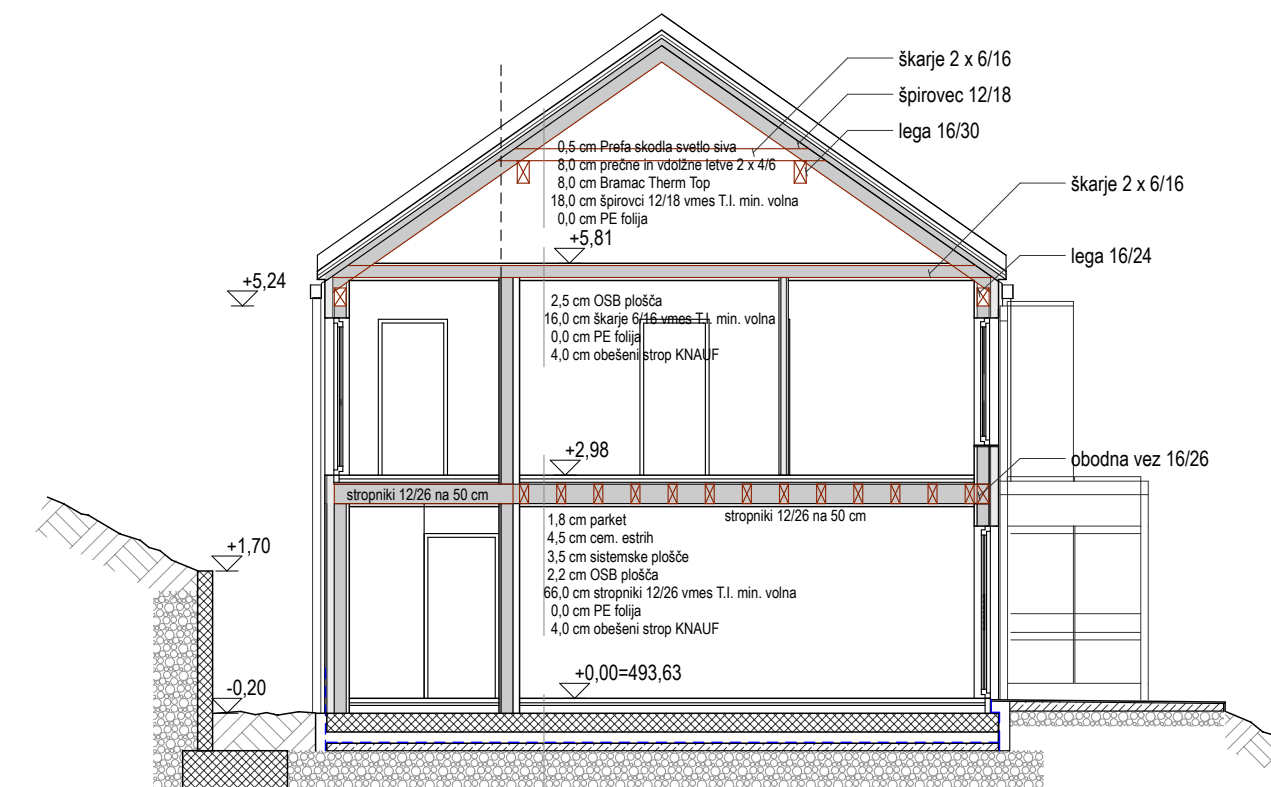 škarje 2 x 6/16
špirovec 12/18
lega 16/30
0,5 cm Prefa skodla svetlo siva
8,0 cm prečne in vdolžne letve 2 x 4/6
8,0 cm Bramac Therm Top
18,0 cm špirovci 12/18 vmes T.I. min. volna
0,0 cm PE folija
škarje 2 x 6/16
+5,81
lega 16/24
+5,24
2,5 cm OSB plošča
16,0 cm škarje 6/16 vmes T.I. min. volna
0,0 cm PE folija
4,0 cm obešeni strop KNAUF
+2,98
obodna vez 16/26
stropniki 12/26 na 50 cm
stropniki 12/26 na 50 cm
1,8 cm parket
4,5 cm cem. estrih
3,5 cm sistemske plošče
2,2 cm OSB plošča
66,0 cm stropniki 12/26 vmes T.I. min. volna
0,0 cm PE folija
4,0 cm obešeni strop KNAUF
+1,70
+0,00=493,63
-0,20